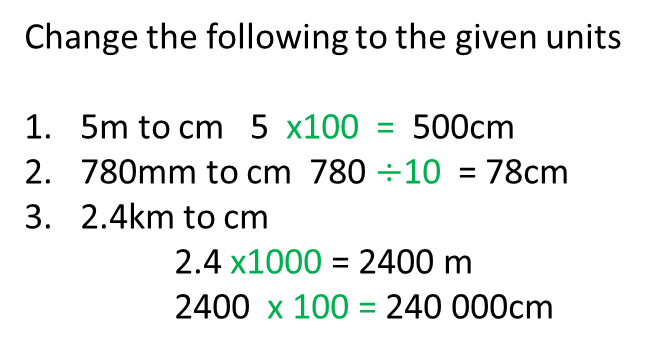 Change the following to the given units
1. 5m to cm 5 x100 = 500cm
2. 780mm to cm 780 ÷10 = 78cm
3. 2.4km to cm
2.4 x1000 = 2400 m
2400 x 100 = 240 000cm